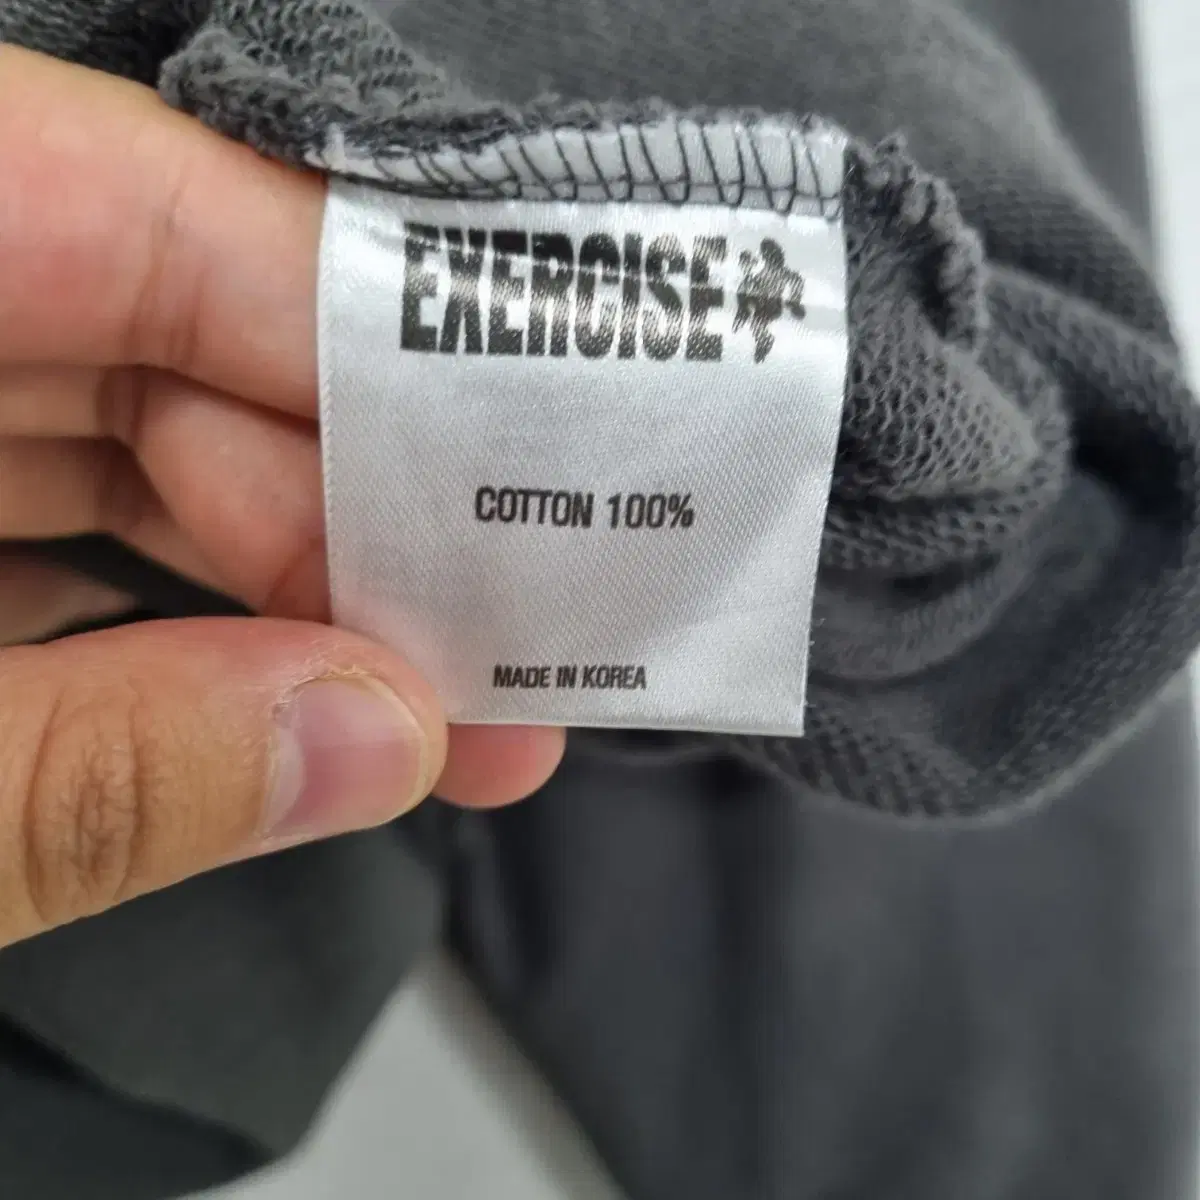 EXERCISE
COTTON 100%
MADE IN KOREA